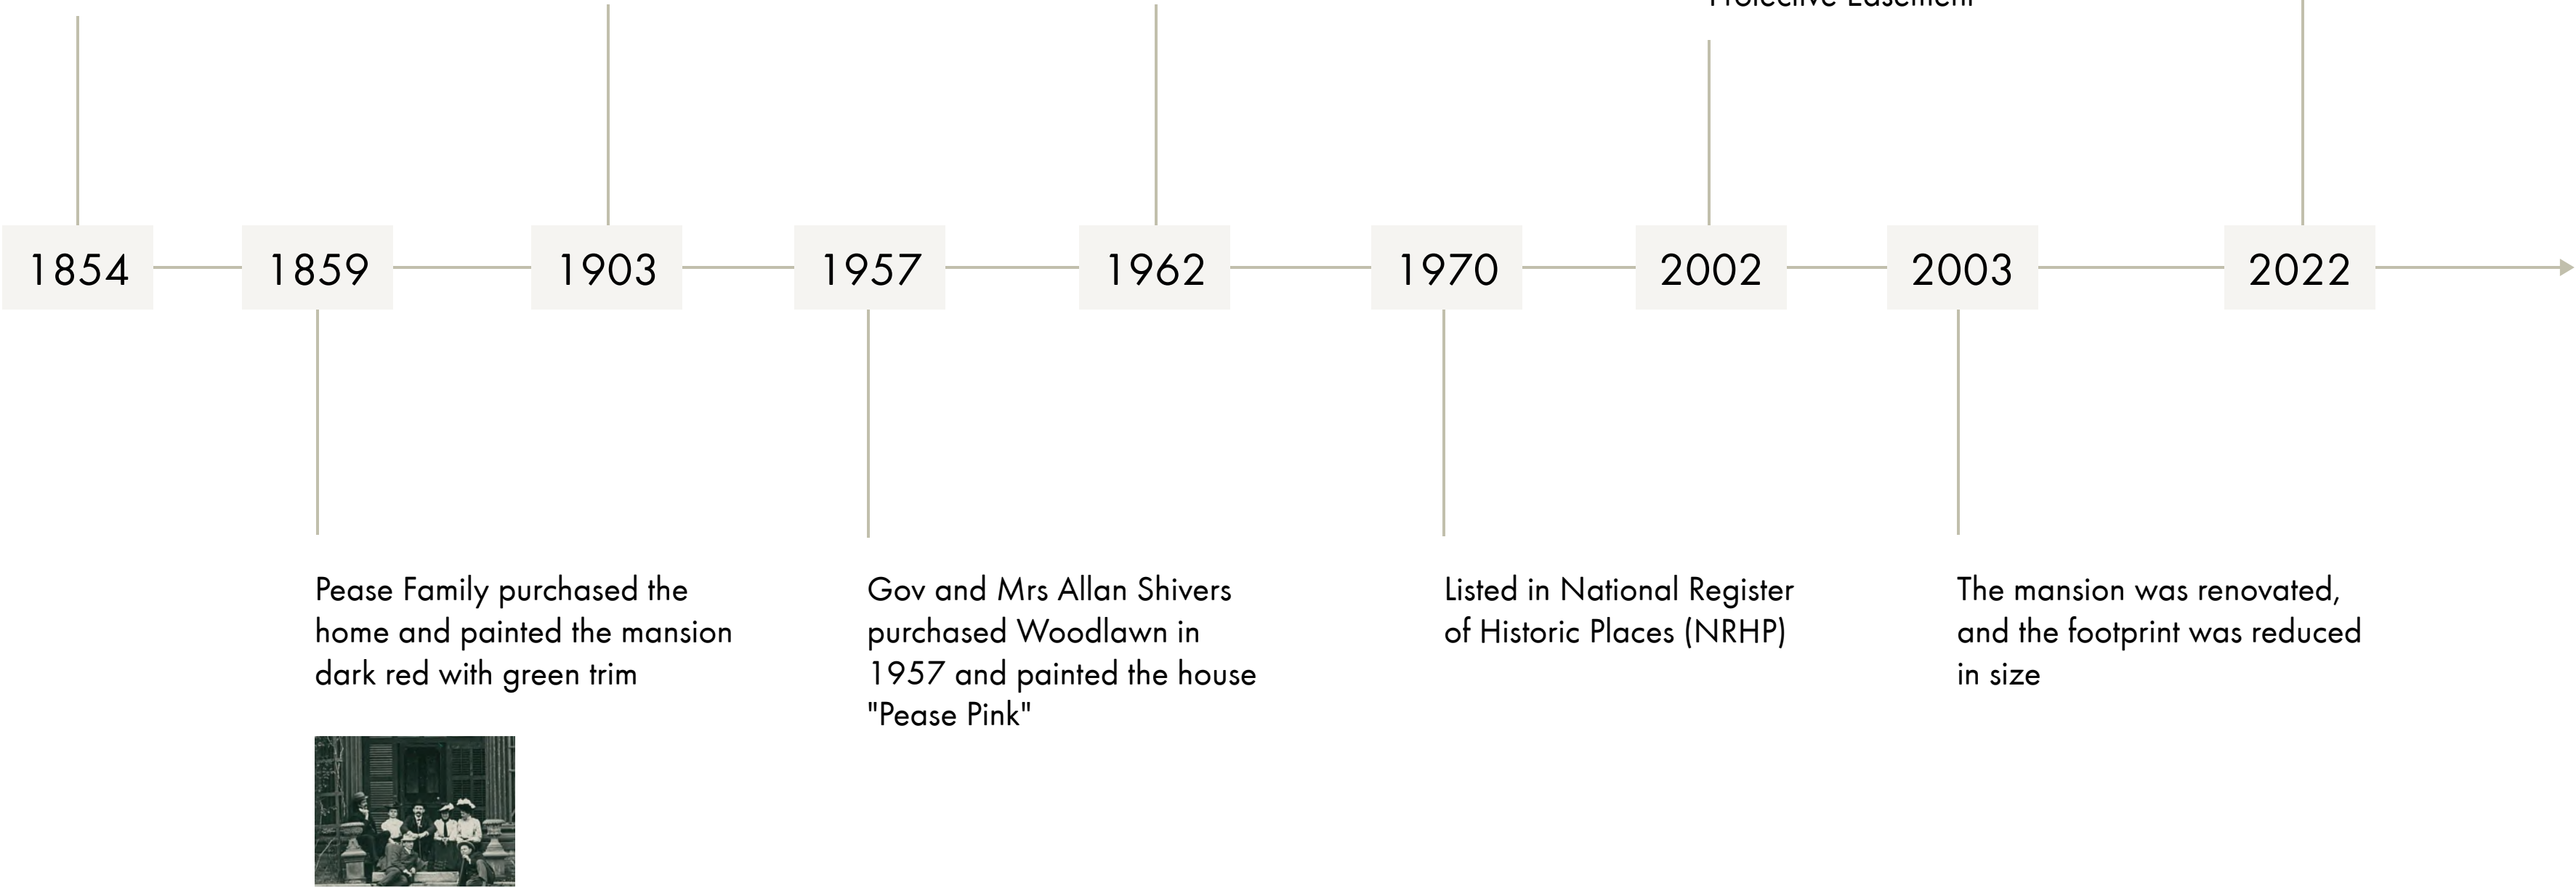 Protective Easement
1854
1859
1903
1957
1962
1970
2002
2003
2022
Pease Family purchased the
home and painted the mansion
dark red with green trim
Gov and Mrs Allan Shivers
purchased Woodlawn in
1957 and painted the house
"Pease Pink"
Listed in National Register
of Historic Places (NRHP)
The mansion was renovated,
and the footprint was reduced
in size